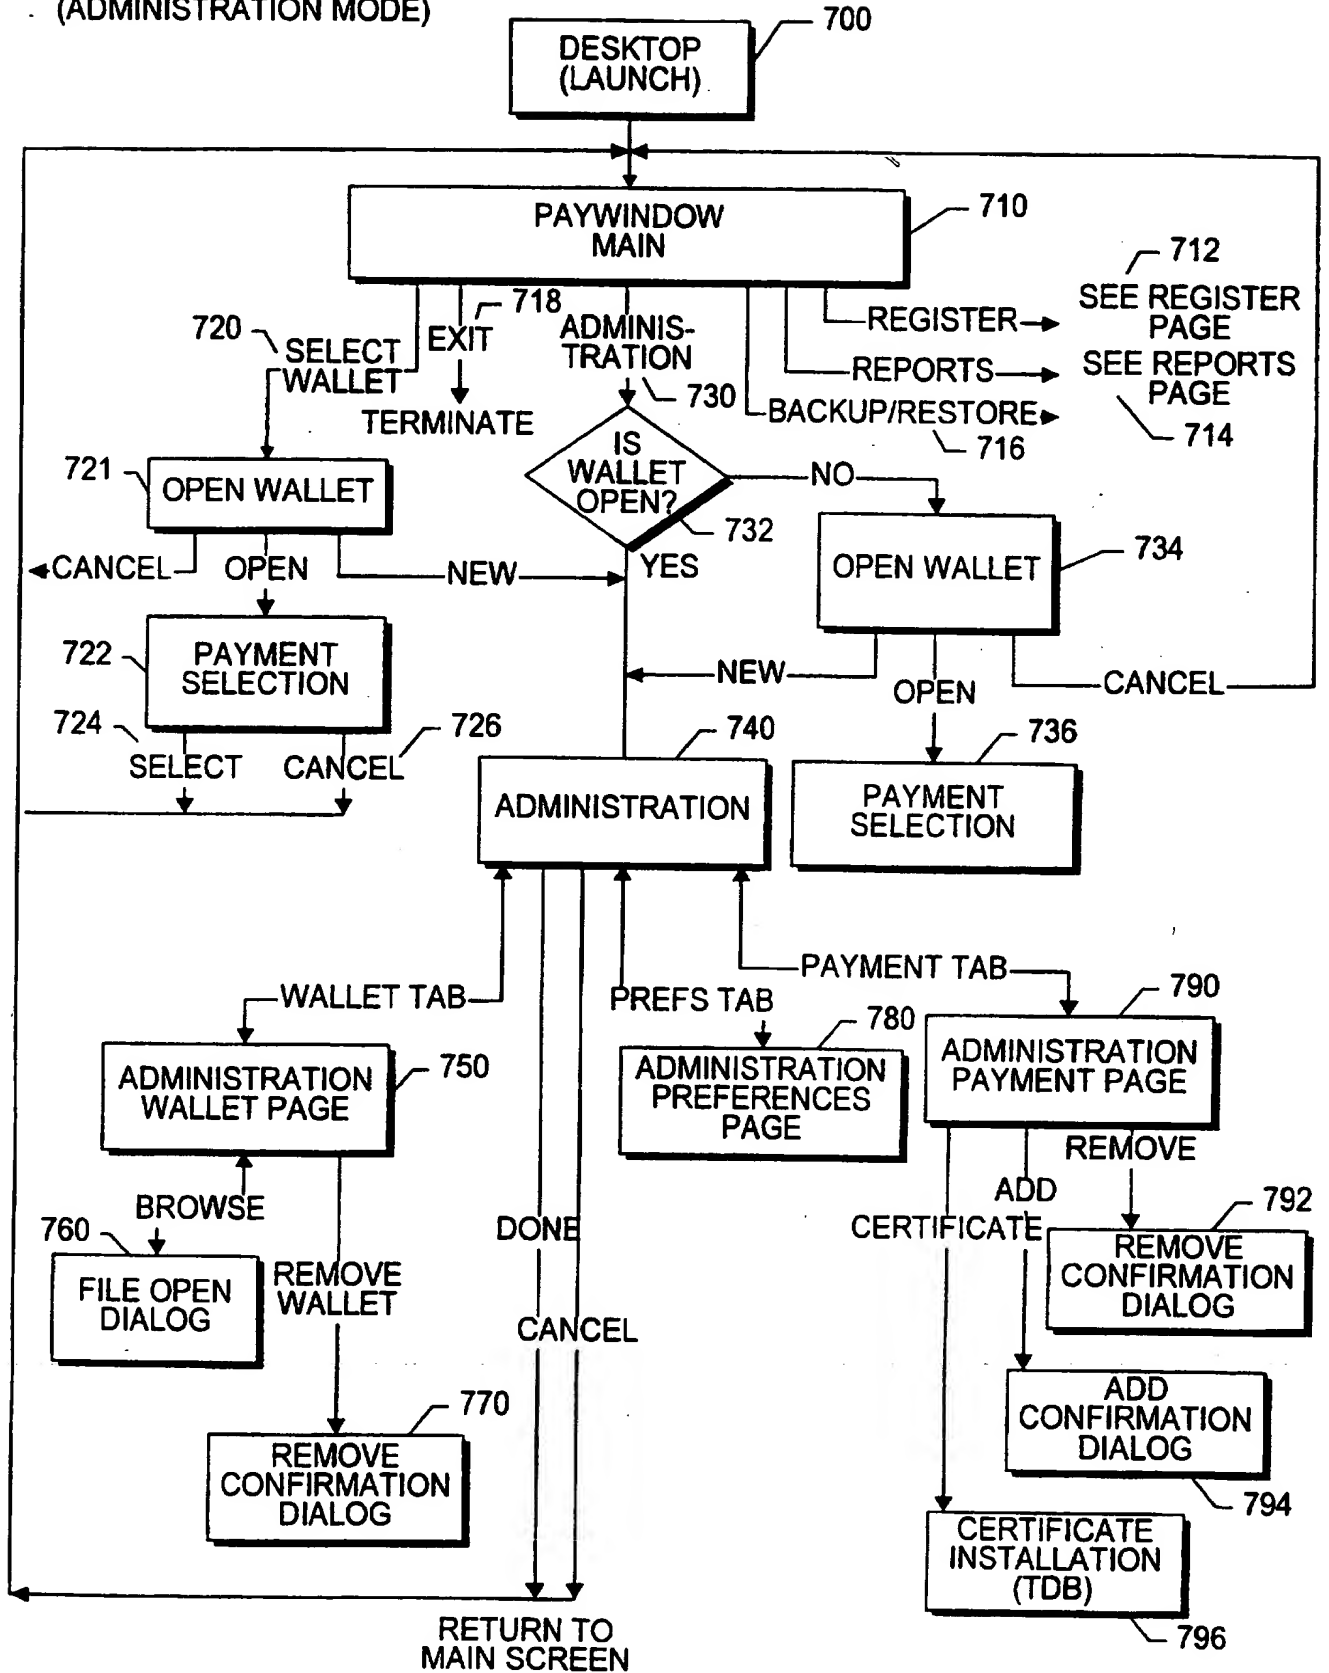 (ADMINISTRATION MODE)
700
DESKTOP
(LAUNCH)
PAYWINDOW
MAIN
710
712
SEE REGISTER
PAGE
718
EXIT
720
SELECT
WALLET
ADMINIS-
TRATION
730
REGISTER
REPORTS
SEE REPORTS
PAGE
714
BACKUP/RESTORE
716
TERMINATE
721
OPEN WALLET
IS
WALLET
OPEN?
732
NO
YES
734
OPEN WALLET
CANCEL
OPEN
NEW
722
PAYMENT
SELECTION
NEW
OPEN
CANCEL
724
SELECT
726
CANCEL
740
ADMINISTRATION
736
PAYMENT
SELECTION
WALLET TAB
PREFS TAB
PAYMENT TAB
750
ADMINISTRATION
WALLET PAGE
780
ADMINISTRATION
PREFERENCES
PAGE
790
ADMINISTRATION
PAYMENT PAGE
BROWSE
760
FILE OPEN
DIALOG
REMOVE
WALLET
DONE
CANCEL
REMOVE
ADD
CERTIFICATE
792
REMOVE
CONFIRMATION
DIALOG
770
REMOVE
CONFIRMATION
DIALOG
ADD
CONFIRMATION
DIALOG
794
CERTIFICATE
INSTALLATION
(TDB)
796
RETURN TO
MAIN SCREEN